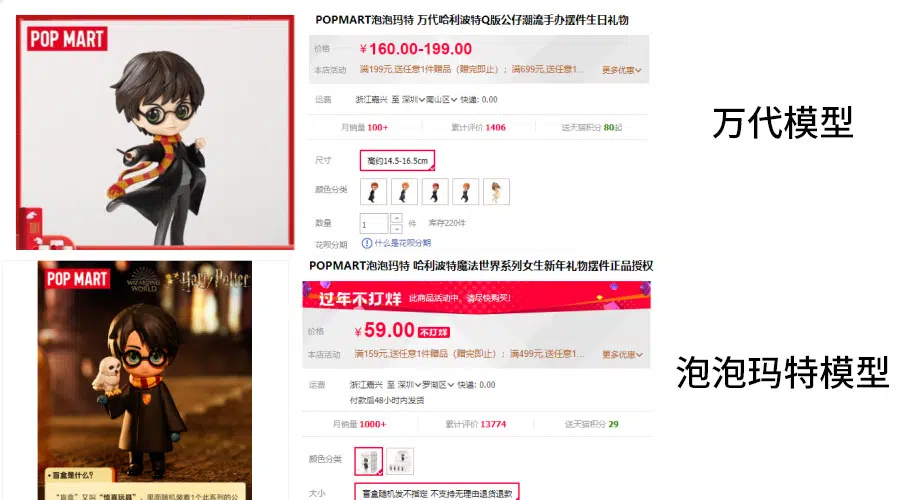 POP MART
POPMART泡泡玛特 万代哈利波特Q版公仔潮流手办摆件生日礼物
价格 ¥160.00-199.00
本店活动 满199元,送任意1件赠品（赠完即止）; 满699元,送任意1... 更多优惠
运费 浙江嘉兴 至 深圳 南山区 快递: 0.00
月销量 100+ 累计评价 1406 送天猫积分 80起
尺寸 高约14.5-16.5cm
颜色分类
数量 1 件 库存220件
花呗分期 什么是花呗分期
万代模型
POP MART WIZARDING WORLD Harry Potter
POPMART泡泡玛特 哈利波特魔法世界系列女生新年礼物摆件正品授权
过年不打烊 此商品活动中，请尽快购买!
价格 ¥59.00 不打烊
本店活动 满159元,送任意1件赠品（赠完即止）; 满499元,送任意1... 更多优惠
运费 浙江嘉兴 至 深圳 罗湖区 快递: 0.00
付款后48小时内发货
月销量 1000+ 累计评价 13774 送天猫积分 29
颜色分类
大小 盲盒随机发不指定 不支持无理由退货退款
盲盒是什么?
"盲盒"又叫"惊喜玩具"，里面随机装着1个此系列的公
泡泡玛特模型